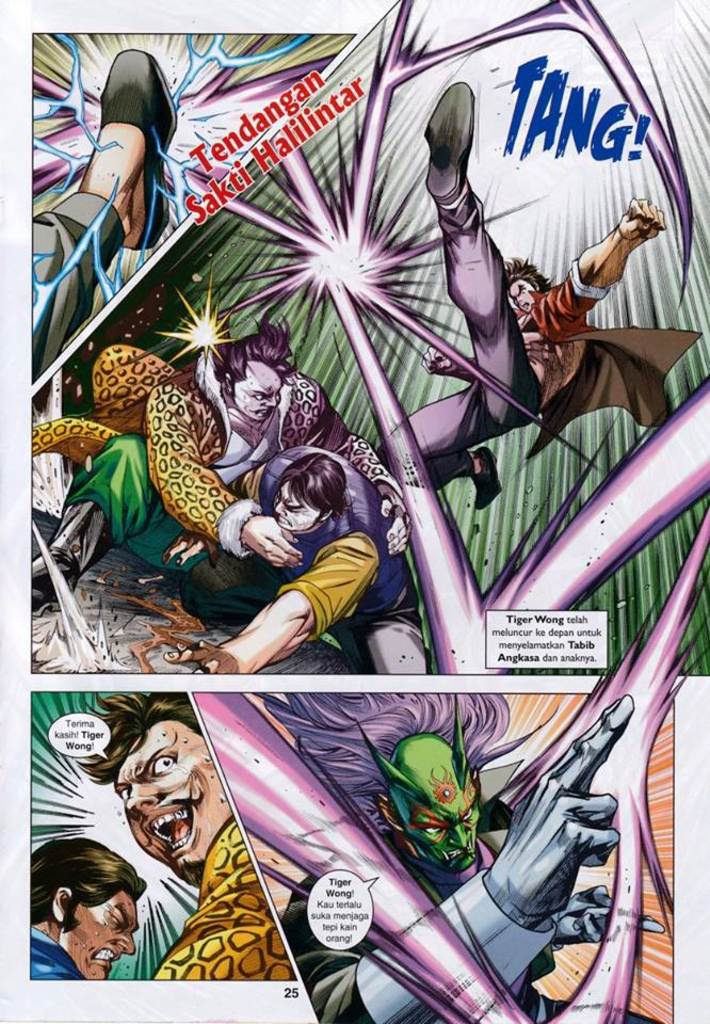 Tendangan
Sakti Halilintar
TANG!
Tiger Wong telah
meluncur ke depan untuk
menyelamatkan Tabib
Angkasa dan anaknya.
Terima
kasih! Tiger
Wong!
Tiger
Wong!
Kau terlalu
suka menjaga
tepi kain
orang!
25